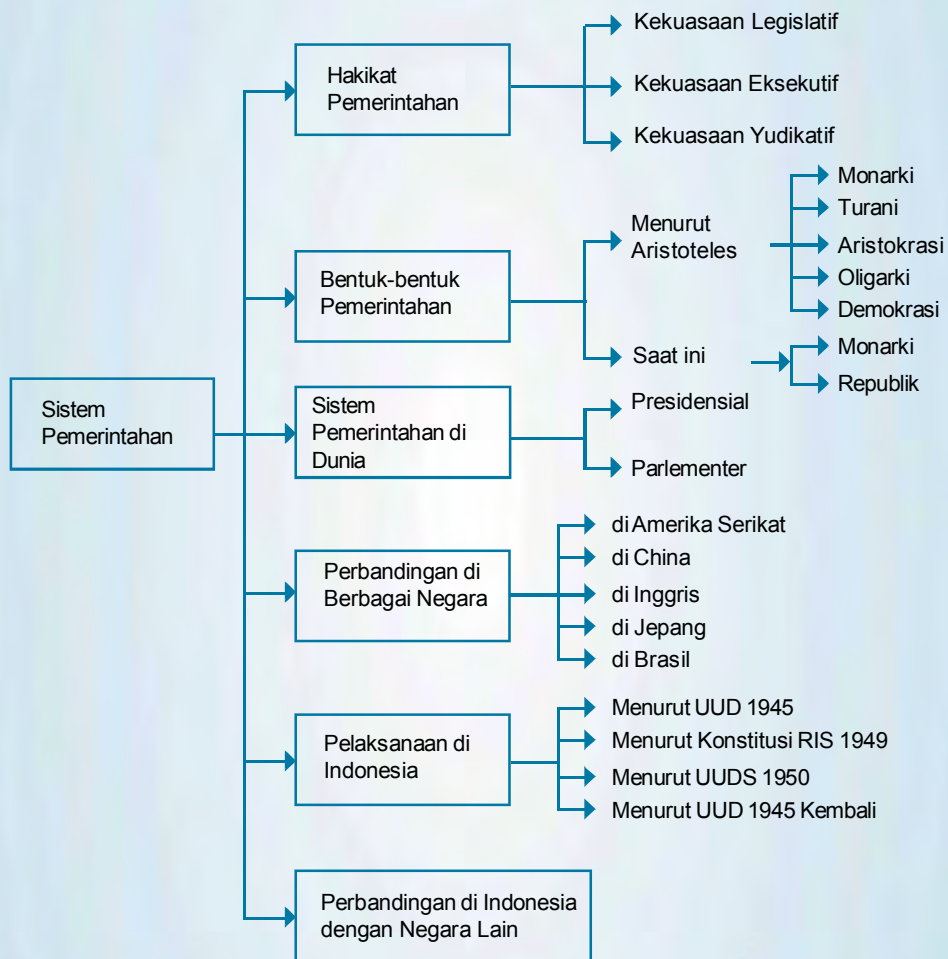 Sistem
Pemerintahan
Hakikat
Pemerintahan
Kekuasaan Legislatif
Kekuasaan Eksekutif
Kekuasaan Yudikatif
Bentuk-bentuk
Pemerintahan
Menurut
Aristoteles
Monarki
Turani
Aristokrasi
Oligarki
Demokrasi
Saat ini
Monarki
Republik
Sistem
Pemerintahan di
Dunia
Presidensial
Parlementer
Perbandingan di
Berbagai Negara
di Amerika Serikat
di China
di Inggris
di Jepang
di Brasil
Pelaksanaan di
Indonesia
Menurut UUD 1945
Menurut Konstitusi RIS 1949
Menurut UUDS 1950
Menurut UUD 1945 Kembali
Perbandingan di Indonesia
dengan Negara Lain